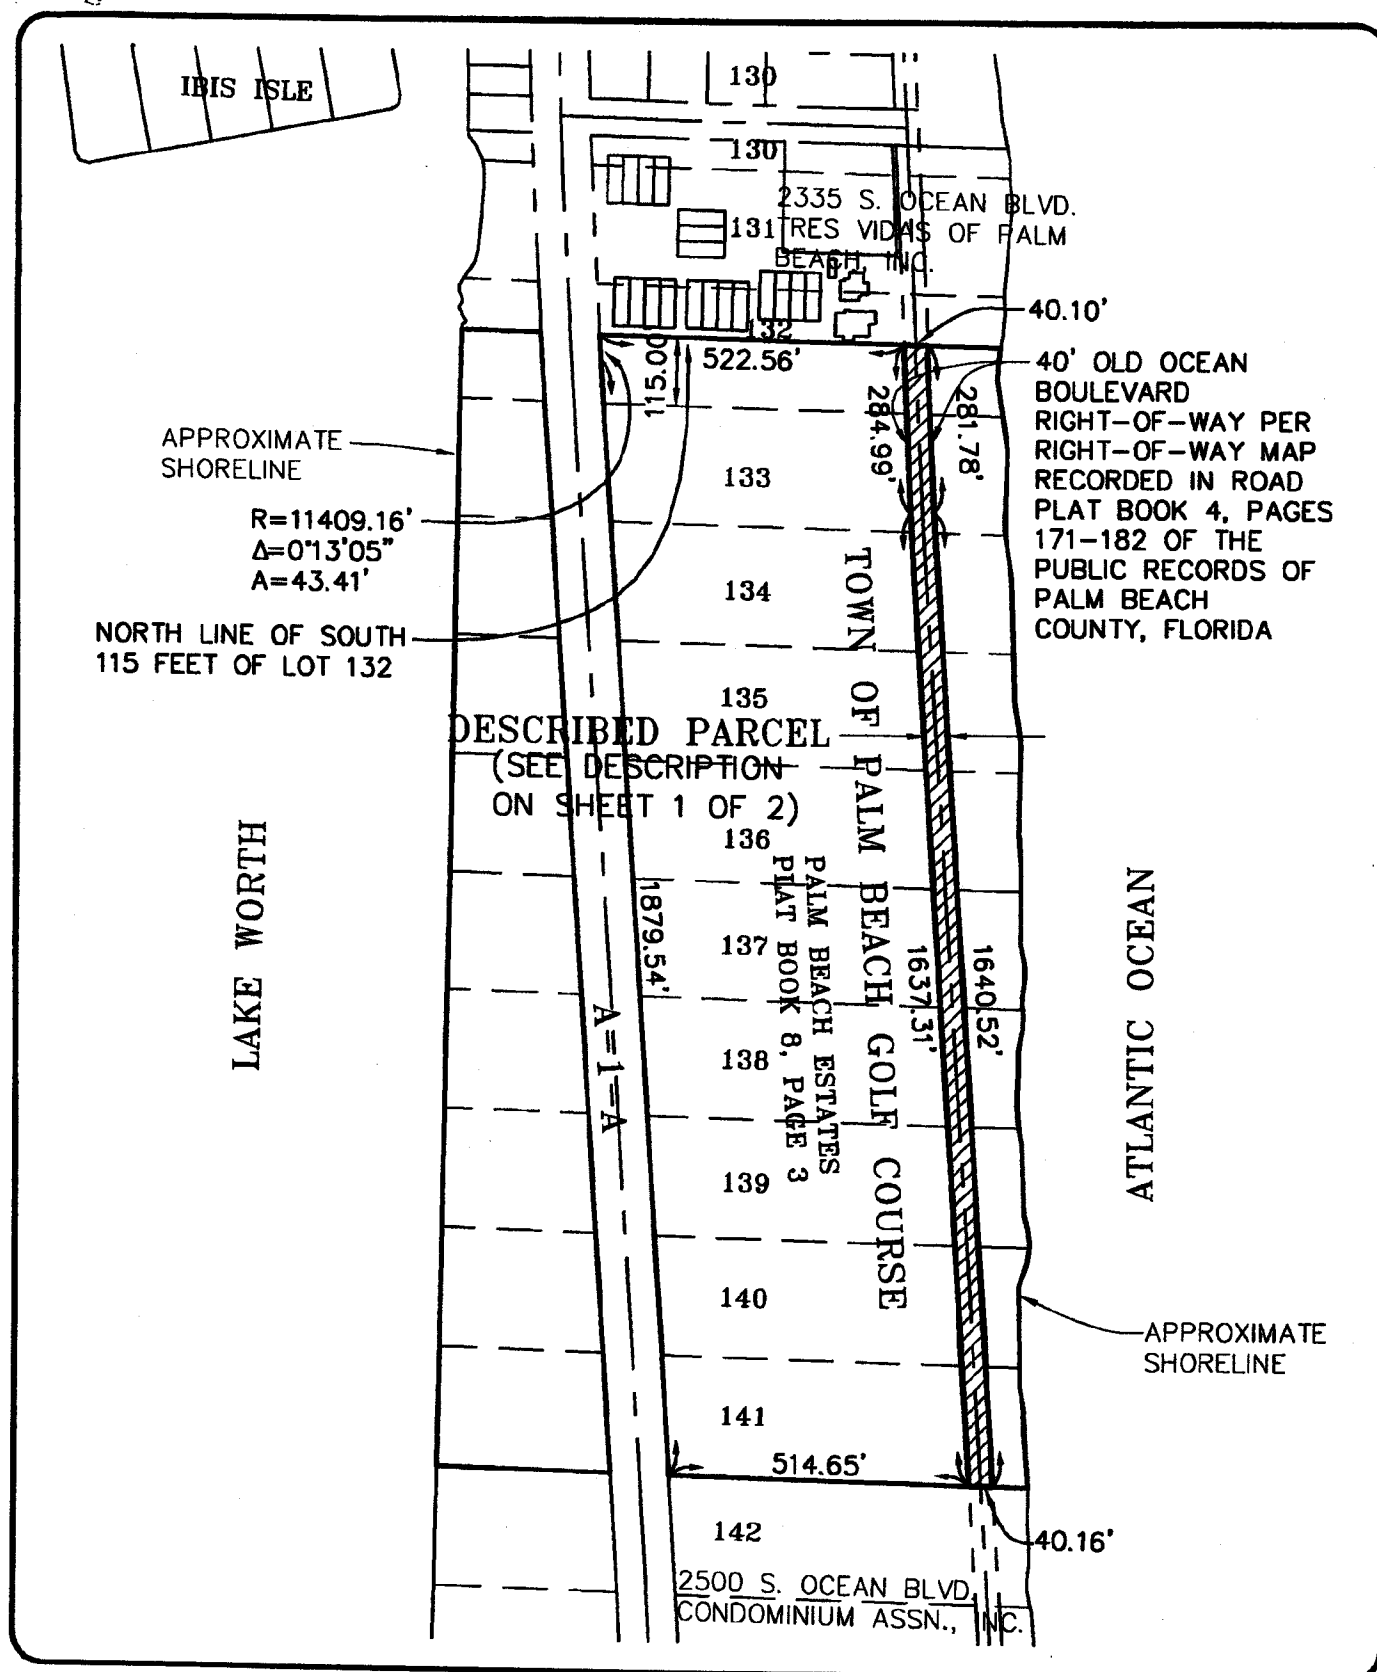 IBIS ISLE
130
130
2335 S. OCEAN BLVD.
131 TRES VIDAS OF PALM
BEACH, INC.
132
40.10'
522.56'
115.00
40' OLD OCEAN
BOULEVARD
RIGHT-OF-WAY PER
RIGHT-OF-WAY MAP
RECORDED IN ROAD
PLAT BOOK 4, PAGES
171-182 OF THE
PUBLIC RECORDS OF
PALM BEACH
COUNTY, FLORIDA
284.99'
281.78'
APPROXIMATE
SHORELINE
133
R=11409.16'
Δ=0°13'05"
A=43.41'
134
NORTH LINE OF SOUTH
115 FEET OF LOT 132
135
DESCRIBED PARCEL
(SEE DESCRIPTION
ON SHEET 1 OF 2)
136
TOWN OF PALM BEACH GOLF COURSE
PALM BEACH ESTATES
PLAT BOOK 8, PAGE 3
LAKE WORTH
1879.54'
137
1637.31'
1640.52'
ATLANTIC OCEAN
A-1-A
138
139
140
APPROXIMATE
SHORELINE
141
514.65'
142
40.16'
2500 S. OCEAN BLVD.
CONDOMINIUM ASSN., INC.